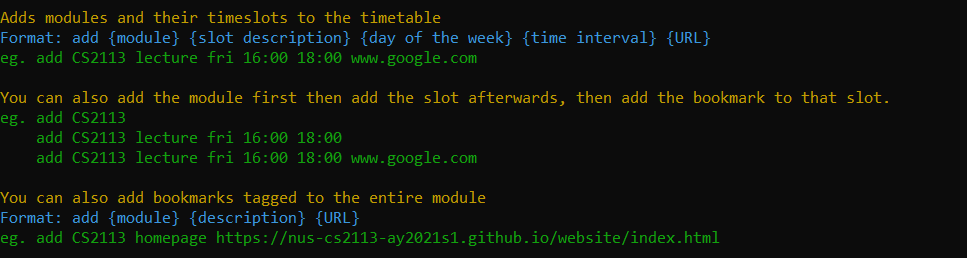 Adds modules and their timeslots to the timetable
Format: add {module} {slot description} {day of the week} {time interval} {URL}
eg. add CS2113 lecture fri 16:00 18:00 www.google.com
You can also add the module first then add the slot afterwards, then add the bookmark to that slot.
eg. add CS2113
add CS2113 lecture fri 16:00 18:00
add CS2113 lecture fri 16:00 18:00 www.google.com
You can also add bookmarks tagged to the entire module
Format: add {module} {description} {URL}
eg. add CS2113 homepage https://nus-cs2113-ay2021s1.github.io/website/index.html